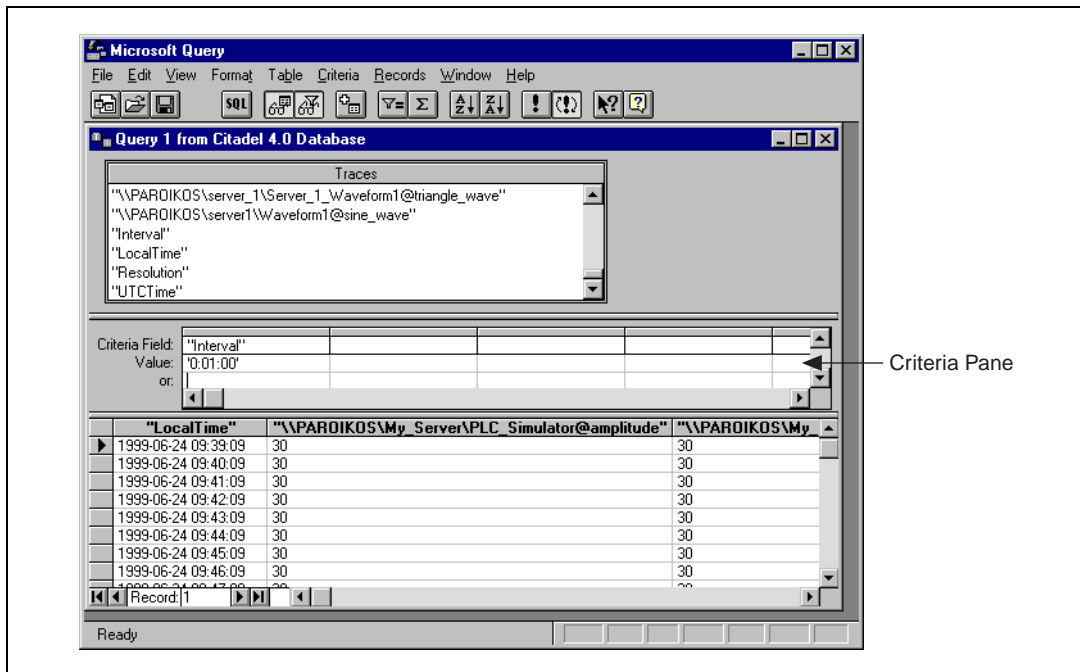 Microsoft Query
File Edit View Format Table Criteria Records Window Help
SQL
Query 1 from Citadel 4.0 Database
Traces
"\\PAROIKOS\server_1\Server_1_Waveform1@triangle_wave"
"\\PAROIKOS\server1\Waveform1@sine_wave"
"Interval"
"LocalTime"
"Resolution"
"UTCTime"
Criteria Field: "Interval"
Value: '0:01:00'
or:
Criteria Pane
"LocalTime" "\\PAROIKOS\My_Server\PLC_Simulator@amplitude" "\\PAROIKOS\My_
1999-06-24 09:39:09 30 30
1999-06-24 09:40:09 30 30
1999-06-24 09:41:09 30 30
1999-06-24 09:42:09 30 30
1999-06-24 09:43:09 30 30
1999-06-24 09:44:09 30 30
1999-06-24 09:45:09 30 30
1999-06-24 09:46:09 30 30
Record: 1
Ready